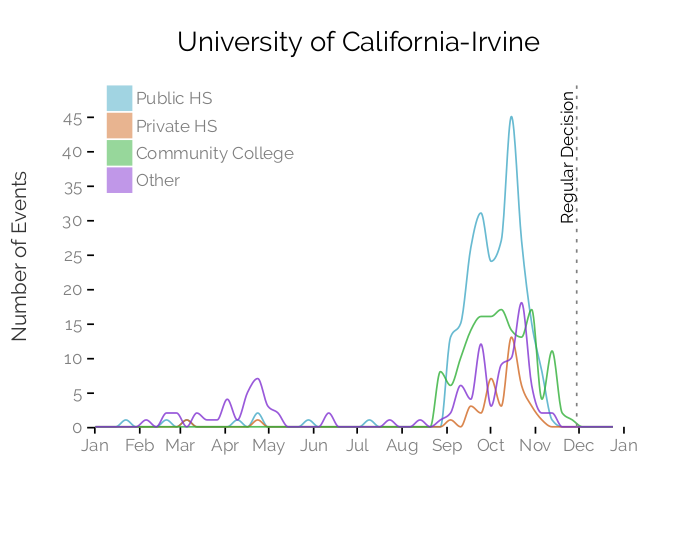 University of California-Irvine
Public HS
Private HS
Community College
Other
Regular Decision
Number of Events
45
40
35
30
25
20
15
10
5
0
Jan Feb Mar Apr May Jun Jul Aug Sep Oct Nov Dec Jan